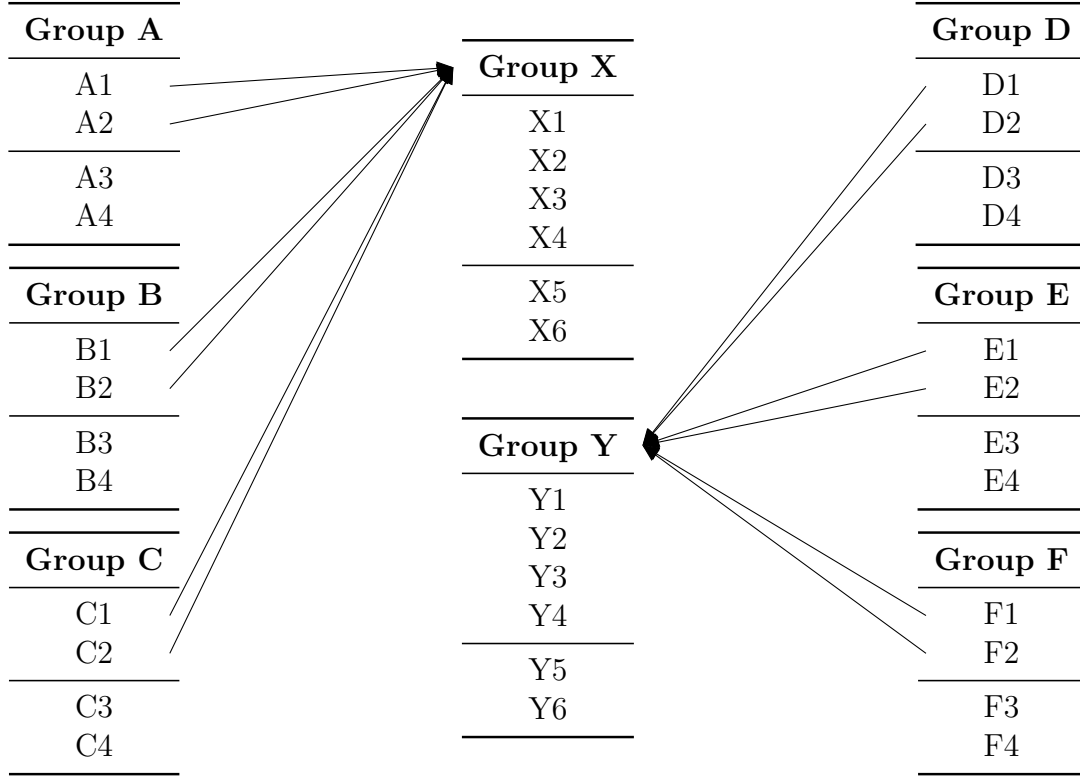 Group A
A1
A2
A3
A4
Group B
B1
B2
B3
B4
Group C
C1
C2
C3
C4
Group X
X1
X2
X3
X4
X5
X6
Group Y
Y1
Y2
Y3
Y4
Y5
Y6
Group D
D1
D2
D3
D4
Group E
E1
E2
E3
E4
Group F
F1
F2
F3
F4